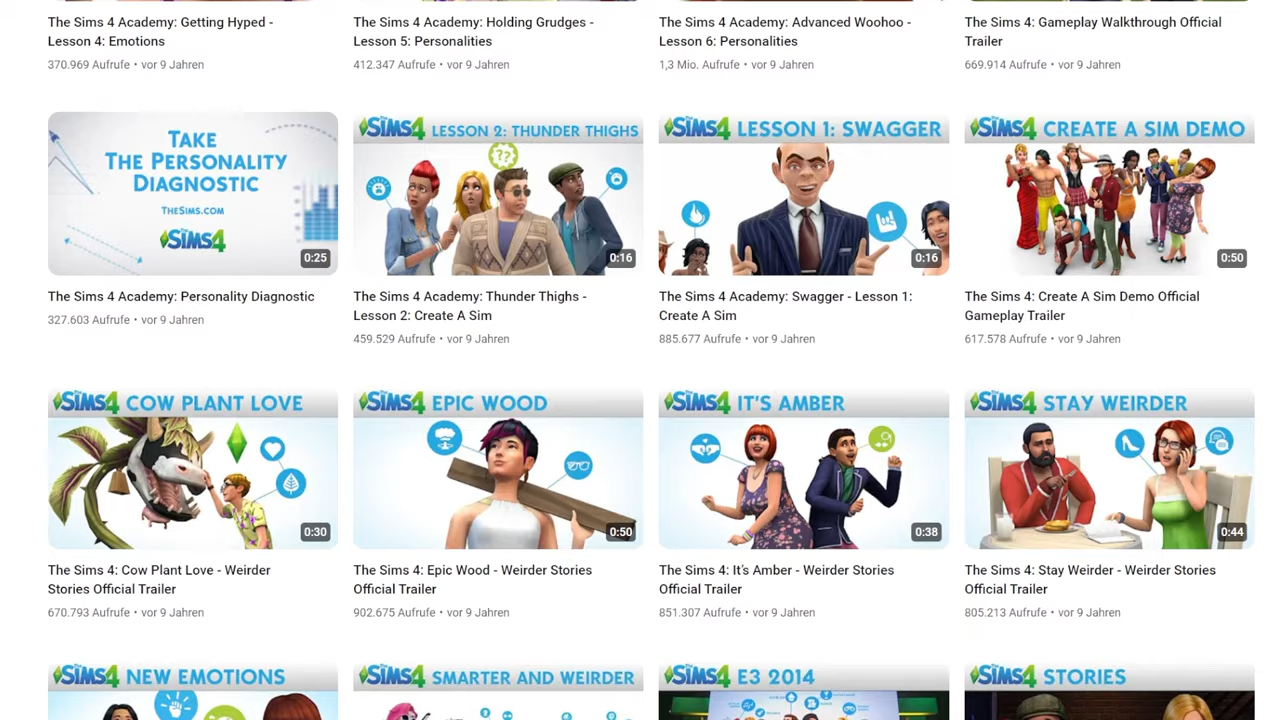 The Sims 4 Academy: Getting Hyped -
Lesson 4: Emotions
370.969 Aufrufe • vor 9 Jahren
The Sims 4 Academy: Holding Grudges -
Lesson 5: Personalities
412.347 Aufrufe • vor 9 Jahren
The Sims 4 Academy: Advanced Woohoo -
Lesson 6: Personalities
1,3 Mio. Aufrufe • vor 9 Jahren
The Sims 4: Gameplay Walkthrough Official
Trailer
669.914 Aufrufe • vor 9 Jahren
TAKE
THE PERSONALITY
DIAGNOSTIC
THESIMS.COM
The SIMS4
0:25
The Sims 4 Academy: Personality Diagnostic
327.603 Aufrufe • vor 9 Jahren
The SIMS4 LESSON 2: THUNDER THIGHS
??
0:16
The Sims 4 Academy: Thunder Thighs -
Lesson 2: Create A Sim
459.529 Aufrufe • vor 9 Jahren
The SIMS4 LESSON 1: SWAGGER
0:16
The Sims 4 Academy: Swagger - Lesson 1:
Create A Sim
885.677 Aufrufe • vor 9 Jahren
The SIMS4 CREATE A SIM DEMO
0:50
The Sims 4: Create A Sim Demo Official
Gameplay Trailer
617.578 Aufrufe • vor 9 Jahren
The SIMS4 COW PLANT LOVE
0:30
The Sims 4: Cow Plant Love - Weirder
Stories Official Trailer
670.793 Aufrufe • vor 9 Jahren
The SIMS4 EPIC WOOD
0:50
The Sims 4: Epic Wood - Weirder Stories
Official Trailer
902.675 Aufrufe • vor 9 Jahren
The SIMS4 IT'S AMBER
0:38
The Sims 4: It’s Amber - Weirder Stories
Official Trailer
851.307 Aufrufe • vor 9 Jahren
The SIMS4 STAY WEIRDER
0:44
The Sims 4: Stay Weirder - Weirder Stories
Official Trailer
805.213 Aufrufe • vor 9 Jahren
The SIMS4 NEW EMOTIONS
The SIMS4 SMARTER AND WEIRDER
The SIMS4 E3 2014
The SIMS4 STORIES